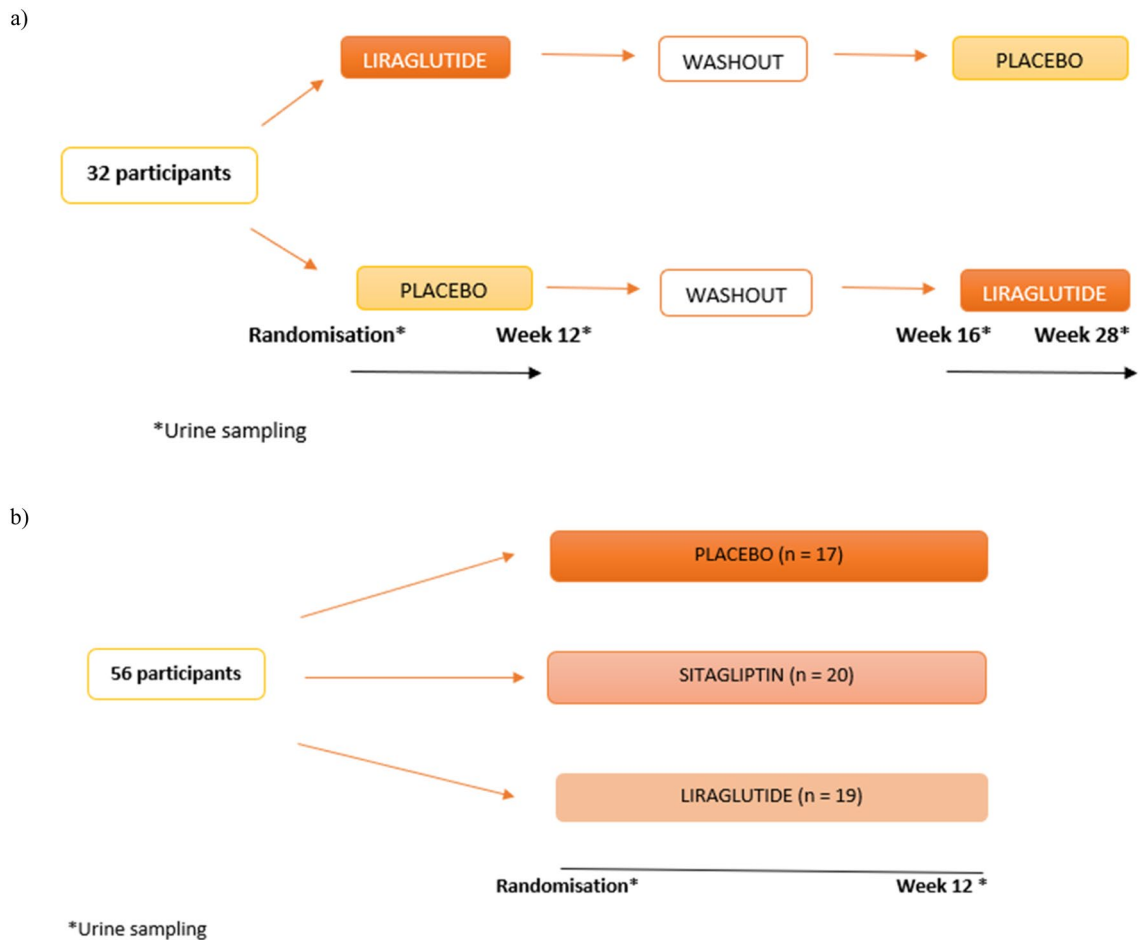 a)
LIRAGLUTIDE
WASHOUT
PLACEBO
32 participants
PLACEBO
WASHOUT
LIRAGLUTIDE
Randomisation*
Week 12*
Week 16*
Week 28*
*Urine sampling
b)
PLACEBO (n = 17)
56 participants
SITAGLIPTIN (n = 20)
LIRAGLUTIDE (n = 19)
Randomisation*
Week 12 *
*Urine sampling